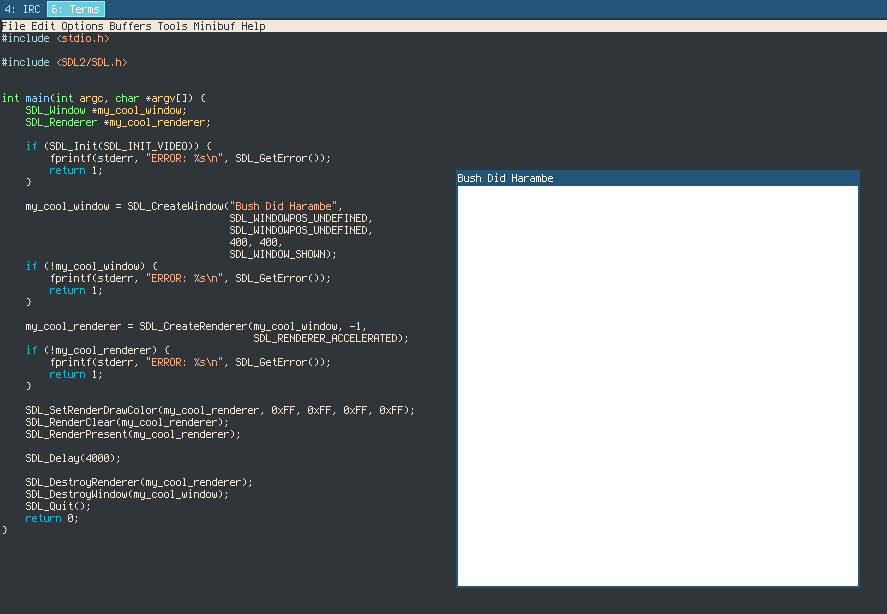 4: IRC 6: Terms
File Edit Options Buffers Tools Minibuf Help
#include <stdio.h>
#include <SDL2/SDL.h>
int main(int argc, char *argv[]) {
    SDL_Window *my_cool_window;
    SDL_Renderer *my_cool_renderer;
    if (SDL_Init(SDL_INIT_VIDEO)) {
        fprintf(stderr, "ERROR: %s\n", SDL_GetError());
        return 1;
    }
    my_cool_window = SDL_CreateWindow("Bush Did Harambe",
                                      SDL_WINDOWPOS_UNDEFINED,
                                      SDL_WINDOWPOS_UNDEFINED,
                                      400, 400,
                                      SDL_WINDOW_SHOWN);
    if (!my_cool_window) {
        fprintf(stderr, "ERROR: %s\n", SDL_GetError());
        return 1;
    }
    my_cool_renderer = SDL_CreateRenderer(my_cool_window, -1,
                                          SDL_RENDERER_ACCELERATED);
    if (!my_cool_renderer) {
        fprintf(stderr, "ERROR: %s\n", SDL_GetError());
        return 1;
    }
    SDL_SetRenderDrawColor(my_cool_renderer, 0xFF, 0xFF, 0xFF, 0xFF);
    SDL_RenderClear(my_cool_renderer);
    SDL_RenderPresent(my_cool_renderer);
    SDL_Delay(4000);
    SDL_DestroyRenderer(my_cool_renderer);
    SDL_DestroyWindow(my_cool_window);
    SDL_Quit();
    return 0;
}
Bush Did Harambe